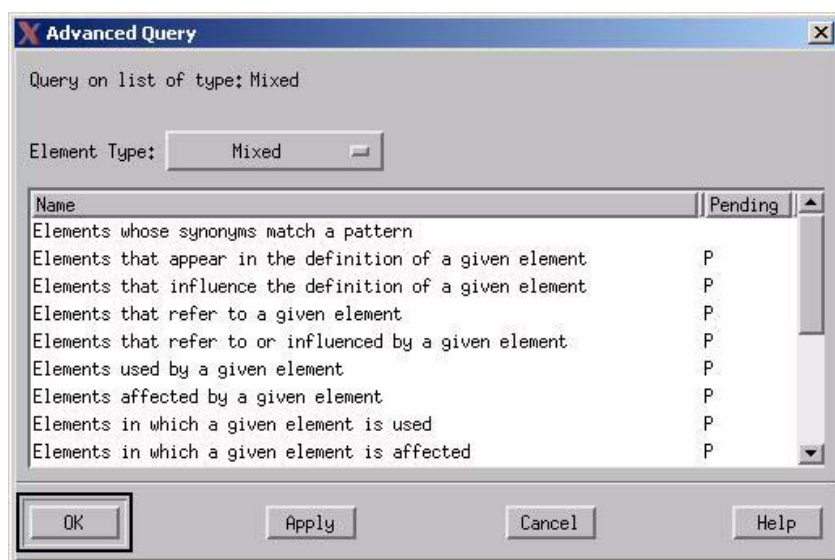 Advanced Query
Query on list of type: Mixed
Element Type: Mixed
Name Pending
Elements whose synonyms match a pattern
Elements that appear in the definition of a given element P
Elements that influence the definition of a given element P
Elements that refer to a given element P
Elements that refer to or influenced by a given element P
Elements used by a given element P
Elements affected by a given element P
Elements in which a given element is used P
Elements in which a given element is affected P
OK Apply Cancel Help